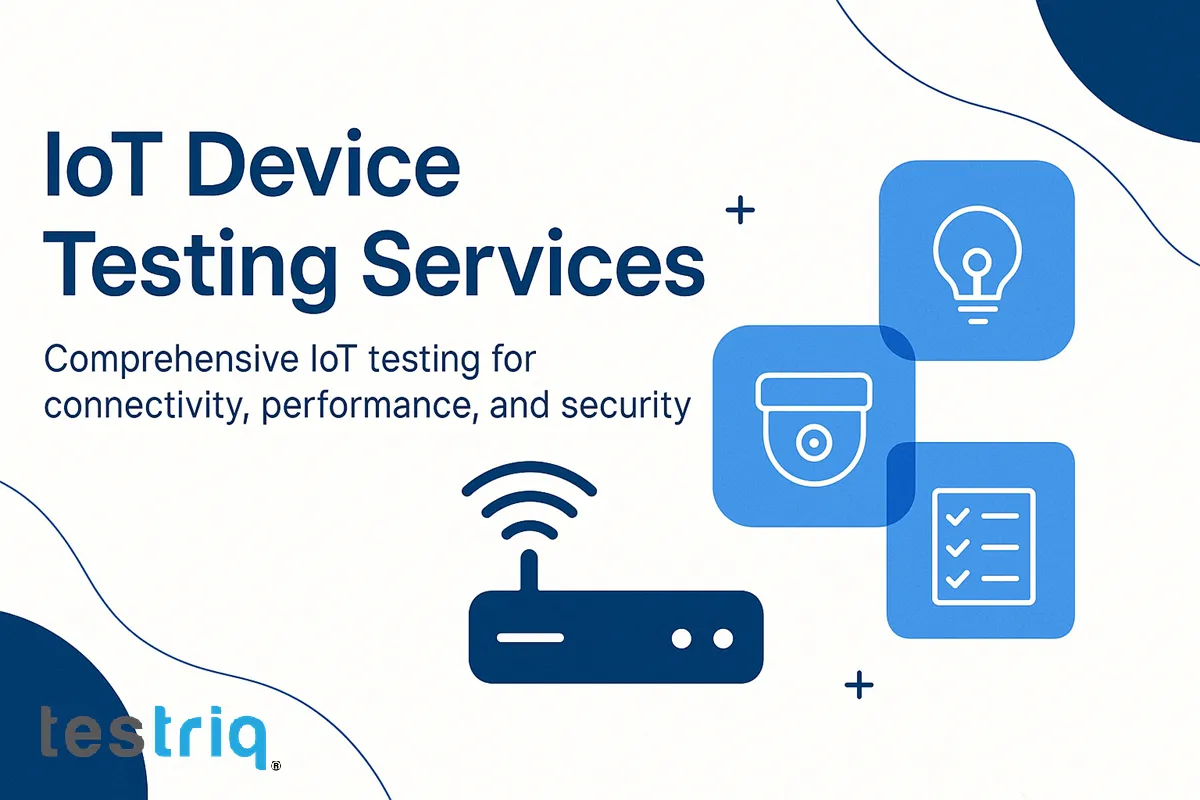 IoT Device
Testing Services
Comprehensive IoT testing for
connectivity, performance, and security
testriq®